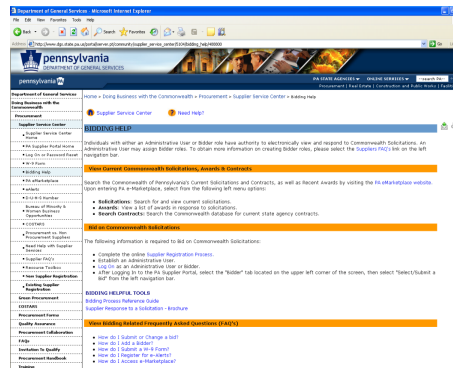 Department of General Services - Microsoft Internet Explorer
File Edit View Favorites Tools Help
Back Search Favorites
pennsylvania
DEPARTMENT OF GENERAL SERVICES
pennsylvania PA STATE AGENCIES ONLINE SERVICES
Procurement | Real Estate | Construction and Public Works |
Department of General Services
Doing Business with the Commonwealth
Procurement
Supplier Service Center
Supplier Service Center Home
PA Supplier Portal Home
Log On or Password Reset
W-9 Form
Bidding Help
PA eMarketplace
eAlerts
D-U-N-S Number
Bureau of Minority & Women Business Opportunities
COSTARS
Procurement vs. Non Procurement Suppliers
Need Help with Supplier Services
Supplier FAQ's
Resource Toolbox
New Supplier Registration
Existing Supplier Registration
Green Procurement
COSTARS
Procurement Forms
Quality Assurance
Procurement Collaboration
FAQs
Invitation To Qualify
Procurement Handbook
Training
Home > Doing Business with the Commonwealth > Procurement > Supplier Service Center > Bidding Help
Supplier Service Center Need Help?
BIDDING HELP
Individuals with either an Administrative User or Bidder role have authority to electronically view and respond to Commonwealth Solicitations. An
Administrative User may assign Bidder roles. To obtain more information on creating Bidder roles, please select the Suppliers FAQ's link on the left
navigation bar.
View Current Commonwealth Solicitations, Awards & Contracts
Search the Commonwealth of Pennsylvania's Current Solicitations and Contracts, as well as Recent Awards by visiting the PA eMarketplace website
Upon entering PA e-Marketplace, select from the following left menu options:
Solicitations: Search for and view current solicitations.
Awards: View a list of awards in response to solicitations.
Search Contracts: Search the Commonwealth database for current state agency contracts.
Bid on Commonwealth Solicitations
The following information is required to Bid on Commonwealth Solicitations:
Complete the online Supplier Registration Process.
Establish an Administrative User.
Log On as an Administrative User or Bidder.
After Logging In to the PA Supplier Portal, select the "Bidder" tab located on the upper left corner of the screen, then select "Select/Submit a
Bid" from the left navigation bar.
BIDDING HELPFUL TOOLS
Bidding Process Reference Guide
Supplier Response to a Solicitation - Brochure
View Bidding Related Frequently Asked Questions (FAQ's)
How do I Submit or Change a bid?
How do I Add a Bidder?
How do I Submit a W-9 Form?
How do I Register for e-Alerts?
How do I Access e-Marketplace?